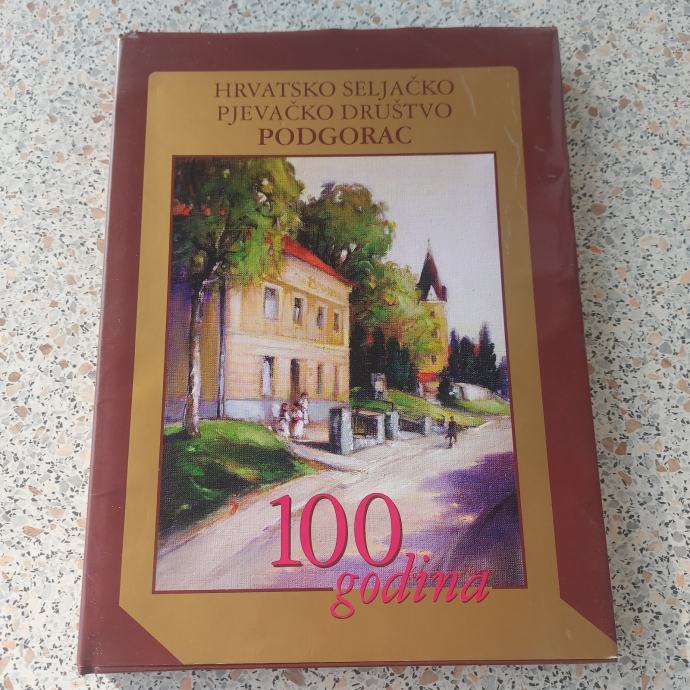 HRVATSKO SELJAČKO
PJEVAČKO DRUŠTVO
PODGORAC
100
godina